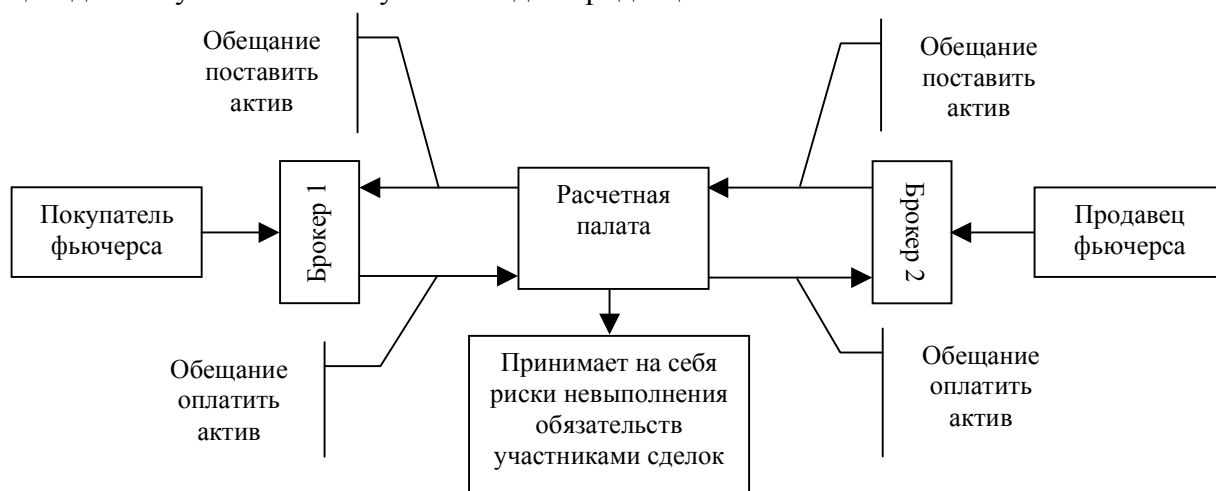 Обещание
поставить
актив
Обещание
поставить
актив
Покупатель
фьючерса
Брокер 1
Расчетная
палата
Брокер 2
Продавец
фьючерса
Обещание
оплатить
актив
Принимает на себя
риски невыполнения
обязательств
участниками сделок
Обещание
оплатить
актив